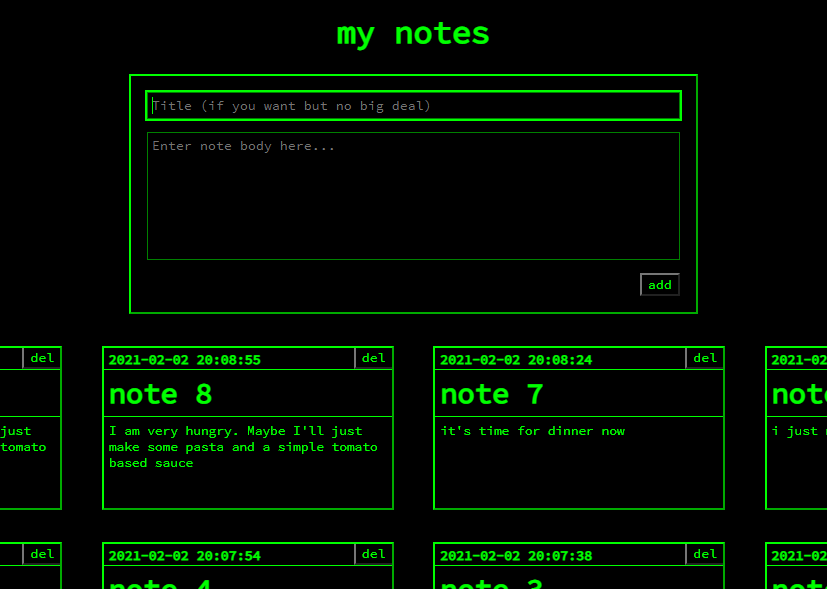 my notes
Title (if you want but no big deal)
Enter note body here...
add
del
2021-02-02 20:08:55 del
2021-02-02 20:08:24 del
2021-02
note 8
note 7
note
just
tomato
I am very hungry. Maybe I'll just
make some pasta and a simple tomato
based sauce
it's time for dinner now
i just
del
2021-02-02 20:07:54 del
2021-02-02 20:07:38 del
2021-02
note 4
note 3
note